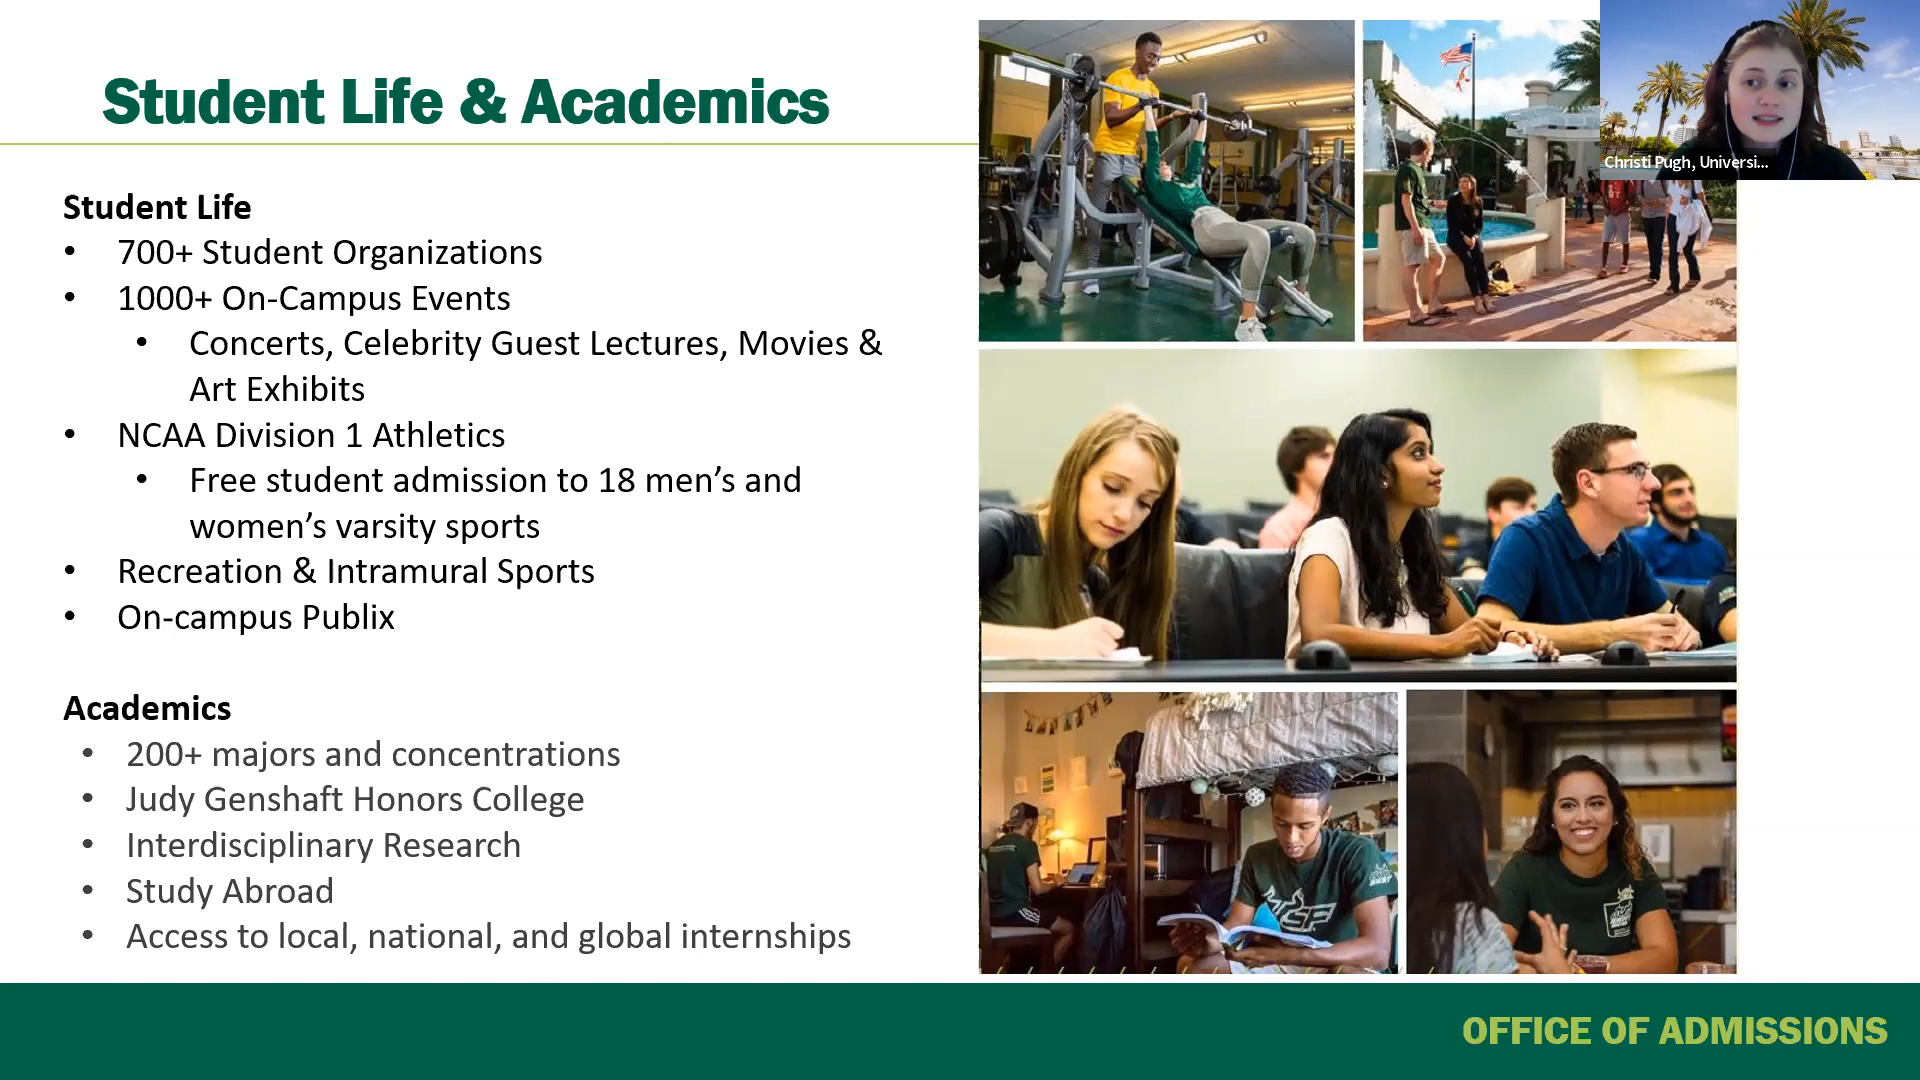 Student Life & Academics
Christi Pugh, Universi...
Student Life
• 700+ Student Organizations
• 1000+ On-Campus Events
• Concerts, Celebrity Guest Lectures, Movies &
Art Exhibits
• NCAA Division 1 Athletics
• Free student admission to 18 men’s and
women’s varsity sports
• Recreation & Intramural Sports
• On-campus Publix
Academics
• 200+ majors and concentrations
• Judy Genshaft Honors College
• Interdisciplinary Research
• Study Abroad
• Access to local, national, and global internships
OFFICE OF ADMISSIONS